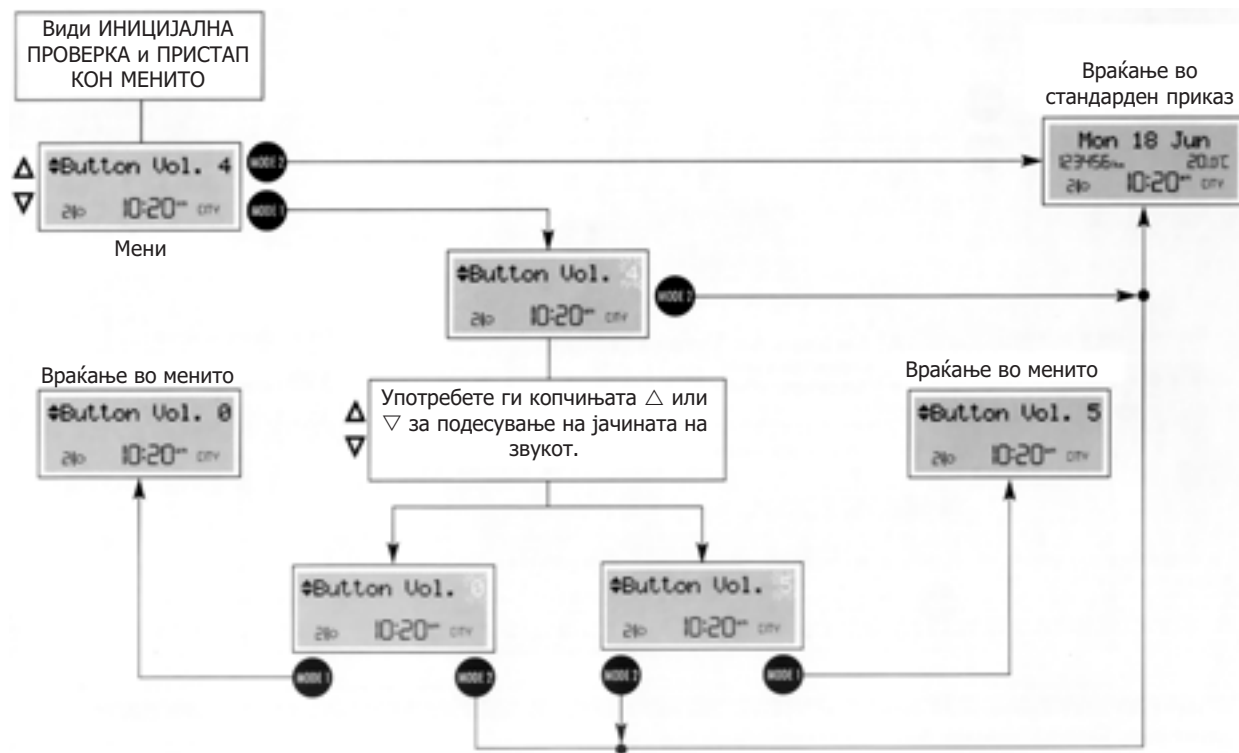 Види ИНИЦИЈАЛНА
ПРОВЕРКА и ПРИСТАП
КОН МЕНИТО
Враќање во
стандарден приказ
Button Vol. 4
10:20
CITY
MODE 2
MODE 1
Мени
Mon 18 Jun
123456 km 20.0°C
10:20 CITY
Button Vol. 4
10:20 CITY
MODE 2
Враќање во менито
Button Vol. 0
10:20 CITY
Употребете ги копчињата △ или
▽ за подесување на јачината на
звукот.
Враќање во менито
Button Vol. 5
10:20 CITY
Button Vol. 0
10:20 CITY
Button Vol. 5
10:20 CITY
MODE 1
MODE 2
MODE 2
MODE 1